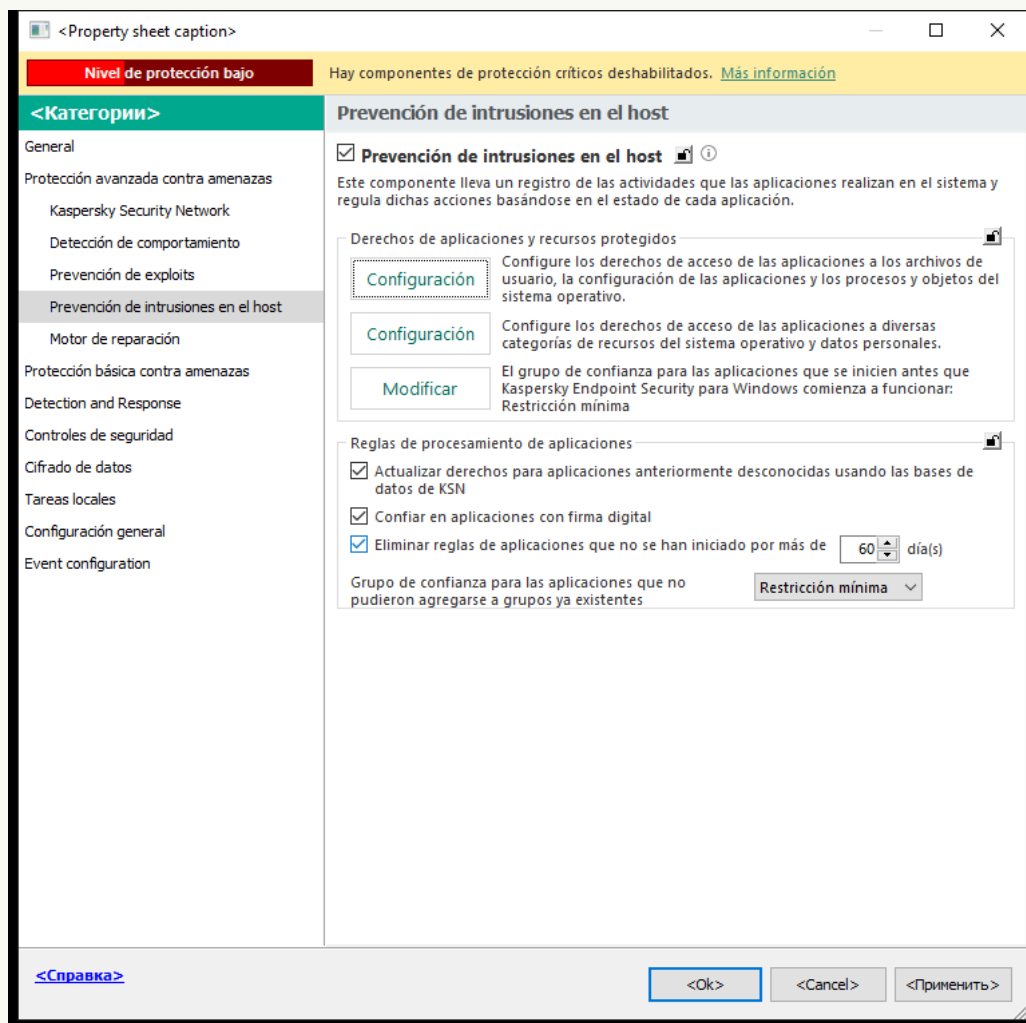 <Property sheet caption>
Nivel de protección bajo
Hay componentes de protección críticos deshabilitados. Más información
<Категории>
General
Protección avanzada contra amenazas
Kaspersky Security Network
Detección de comportamiento
Prevención de exploits
Prevención de intrusiones en el host
Motor de reparación
Protección básica contra amenazas
Detection and Response
Controles de seguridad
Cifrado de datos
Tareas locales
Configuración general
Event configuration
Prevención de intrusiones en el host
Prevención de intrusiones en el host
Este componente lleva un registro de las actividades que las aplicaciones realizan en el sistema y
regula dichas acciones basándose en el estado de cada aplicación.
Derechos de aplicaciones y recursos protegidos
Configuración
Configure los derechos de acceso de las aplicaciones a los archivos de
usuario, la configuración de las aplicaciones y los procesos y objetos del
sistema operativo.
Configuración
Configure los derechos de acceso de las aplicaciones a diversas
categorías de recursos del sistema operativo y datos personales.
Modificar
El grupo de confianza para las aplicaciones que se inicien antes que
Kaspersky Endpoint Security para Windows comienza a funcionar:
Restricción mínima
Reglas de procesamiento de aplicaciones
Actualizar derechos para aplicaciones anteriormente desconocidas usando las bases de
datos de KSN
Confiar en aplicaciones con firma digital
Eliminar reglas de aplicaciones que no se han iniciado por más de 60 día(s)
Grupo de confianza para las aplicaciones que no
pudieron agregarse a grupos ya existentes
Restricción mínima
<Справка>
<Ok>
<Cancel>
<Применить>